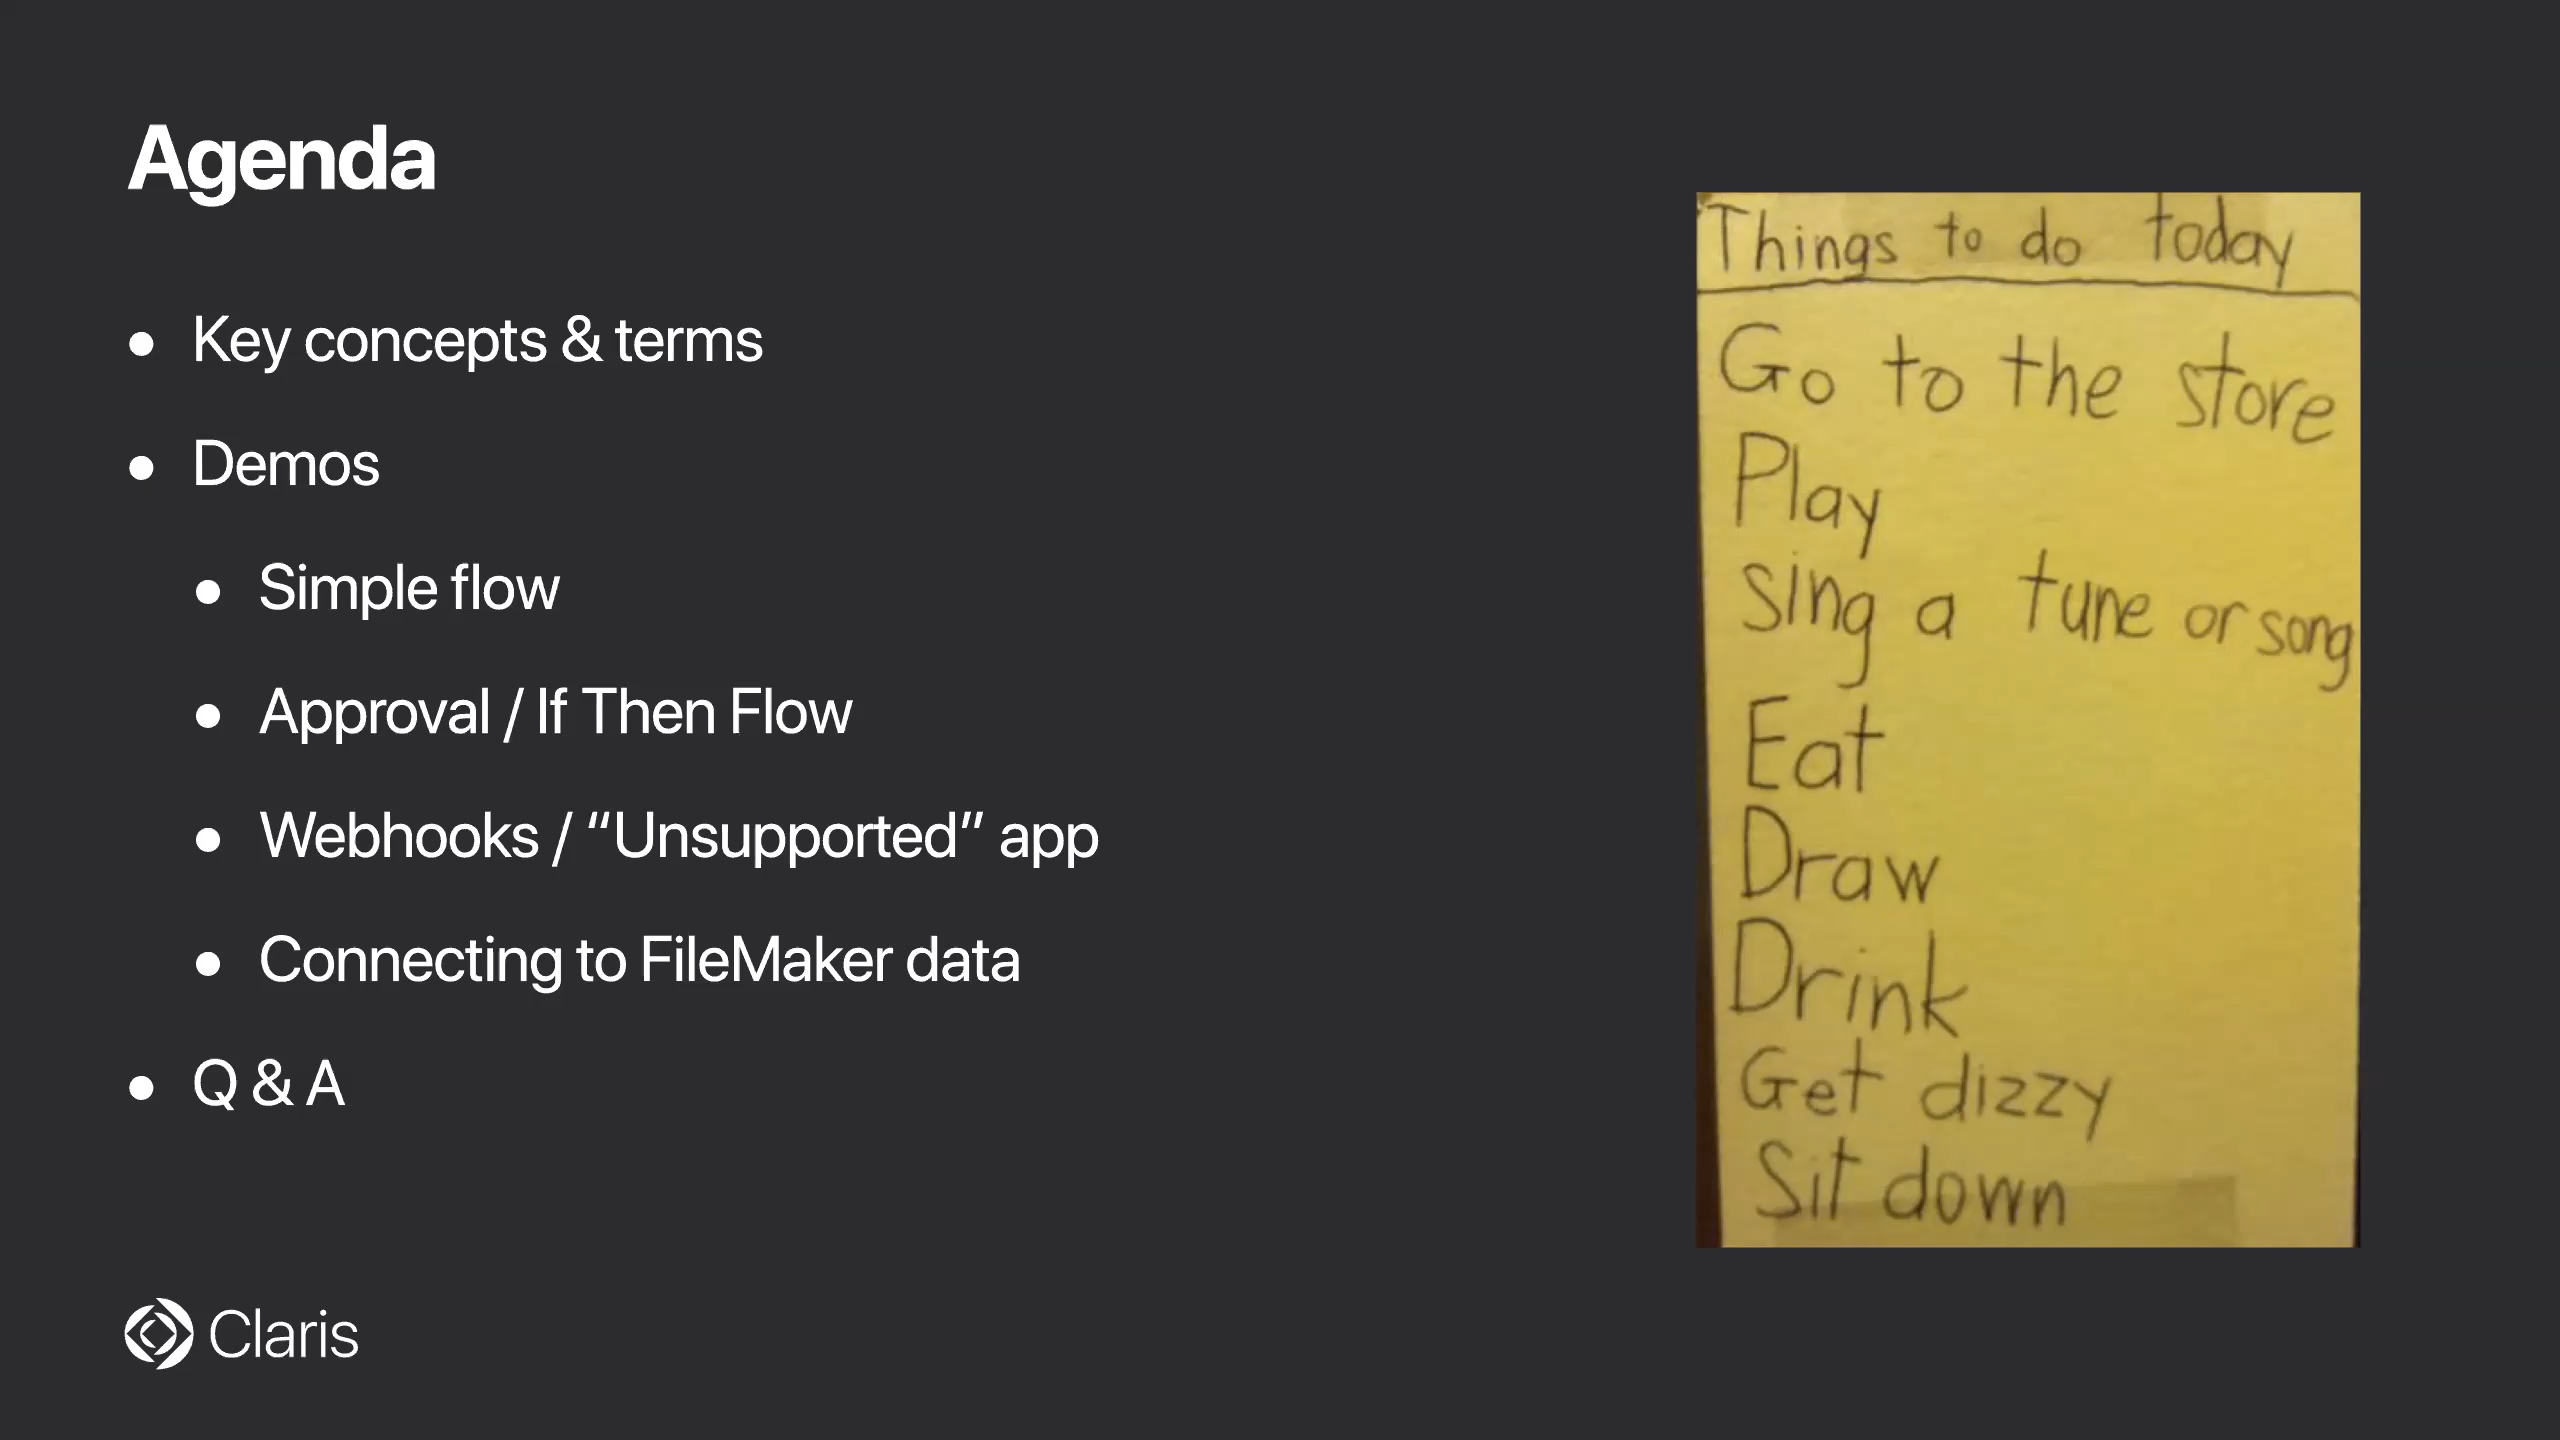 Agenda
Key concepts & terms
Demos
Simple flow
Approval / If Then Flow
Webhooks / “Unsupported” app
Connecting to FileMaker data
Q & A
Claris
Things to do today
Go to the store
Play
Sing a tune or song
Eat
Draw
Drink
Get dizzy
Sit down